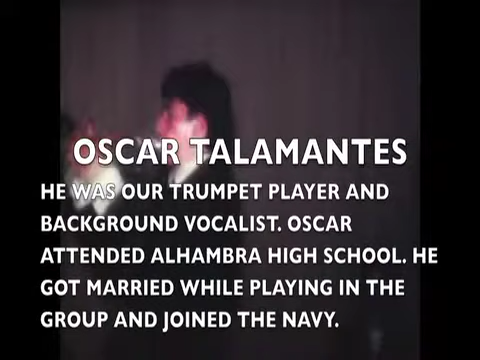 OSCAR TALAMANTES
HE WAS OUR TRUMPET PLAYER AND
BACKGROUND VOCALIST. OSCAR
ATTENDED ALHAMBRA HIGH SCHOOL. HE
GOT MARRIED WHILE PLAYING IN THE
GROUP AND JOINED THE NAVY.